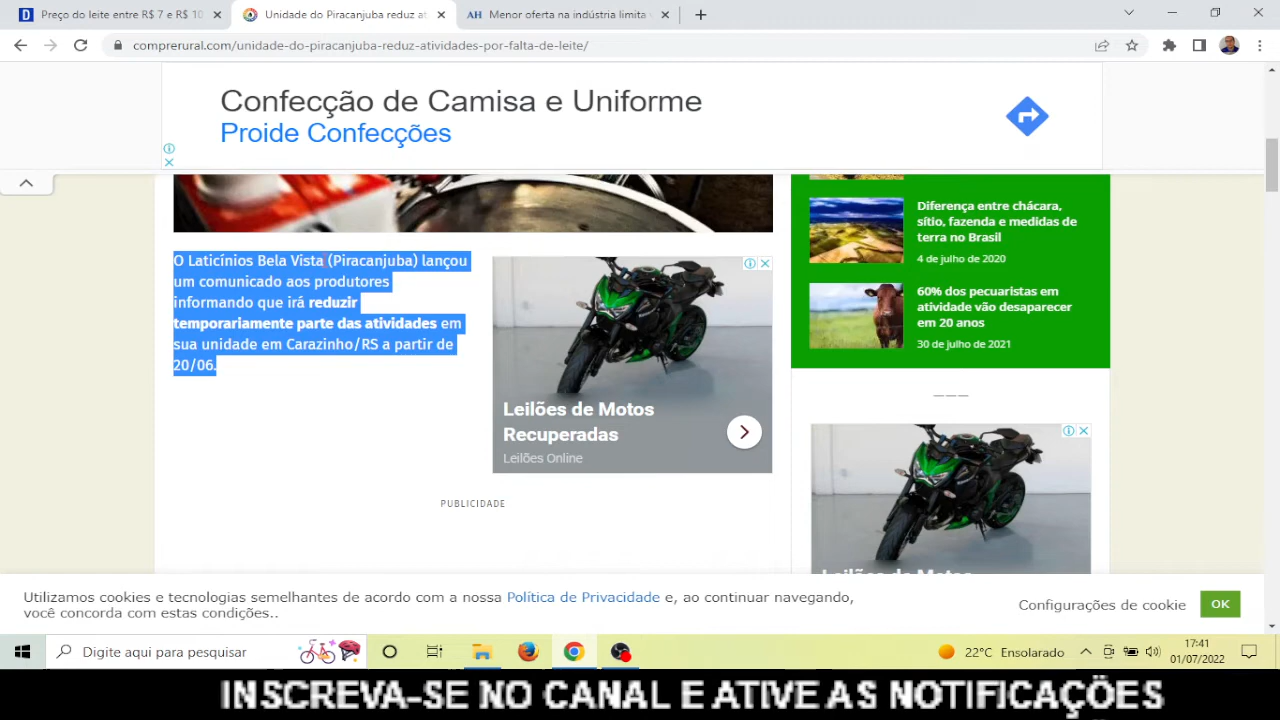 Preço do leite entre R$ 7 e R$ 10
Unidade do Piracanjuba reduz at
AH Menor oferta na indústria limita
comprerural.com/unidade-do-piracanjuba-reduz-atividades-por-falta-de-leite/
Confecção de Camisa e Uniforme
Proide Confecções
O Laticínios Bela Vista (Piracanjuba) lançou
um comunicado aos produtores
informando que irá reduzir
temporariamente parte das atividades em
sua unidade em Carazinho/RS a partir de
20/06.
Leilões de Motos
Recuperadas
Leilões Online
PUBLICIDADE
Diferença entre chácara,
sítio, fazenda e medidas de
terra no Brasil
4 de julho de 2020
60% dos pecuaristas em
atividade vão desaparecer
em 20 anos
30 de julho de 2021
———
Utilizamos cookies e tecnologias semelhantes de acordo com a nossa Política de Privacidade e, ao continuar navegando,
você concorda com estas condições..
Configurações de cookie
OK
Digite aqui para pesquisar
22°C Ensolarado
17:41
01/07/2022
INSCREVA-SE NO CANAL E ATIVE AS NOTIFICAÇÕES